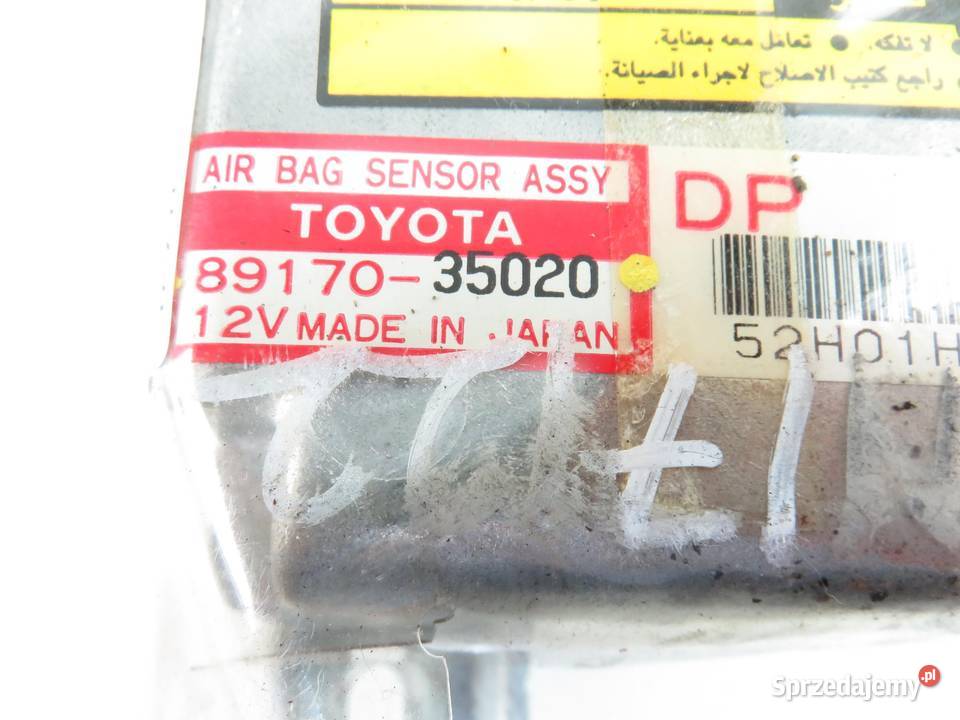 ● لا تفكه. ● تعامل معه بعناية.
● راجع كتيب الاصلاح لاجراء الصيانة.
AIR BAG SENSOR ASSY
TOYOTA
89170-35020
12V MADE IN JAPAN
DP
52H01H
Sprzedajemy.pl